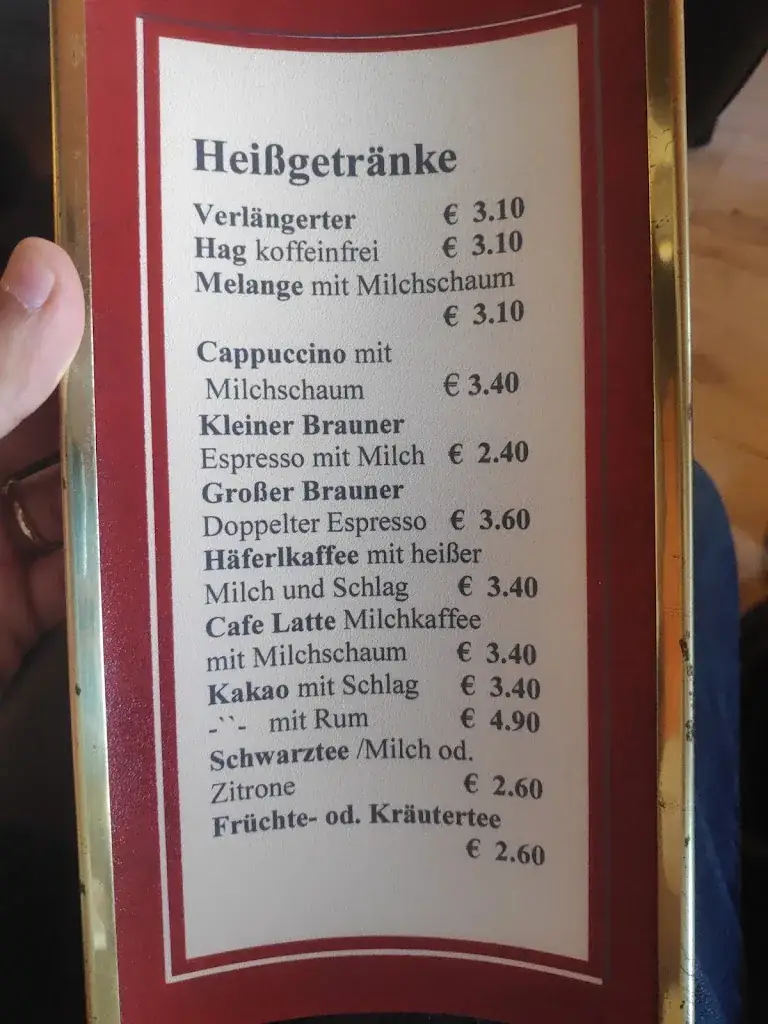 Heißgetränke
Verlängerter € 3.10
Hag koffeinfrei € 3.10
Melange mit Milchschaum
€ 3.10
Cappuccino mit
Milchschaum € 3.40
Kleiner Brauner
Espresso mit Milch € 2.40
Großer Brauner
Doppelter Espresso € 3.60
Häferlkaffee mit heißer
Milch und Schlag € 3.40
Cafe Latte Milchkaffee
mit Milchschaum € 3.40
Kakao mit Schlag € 3.40
-``- mit Rum € 4.90
Schwarztee /Milch od.
Zitrone € 2.60
Früchte- od. Kräutertee
€ 2.60